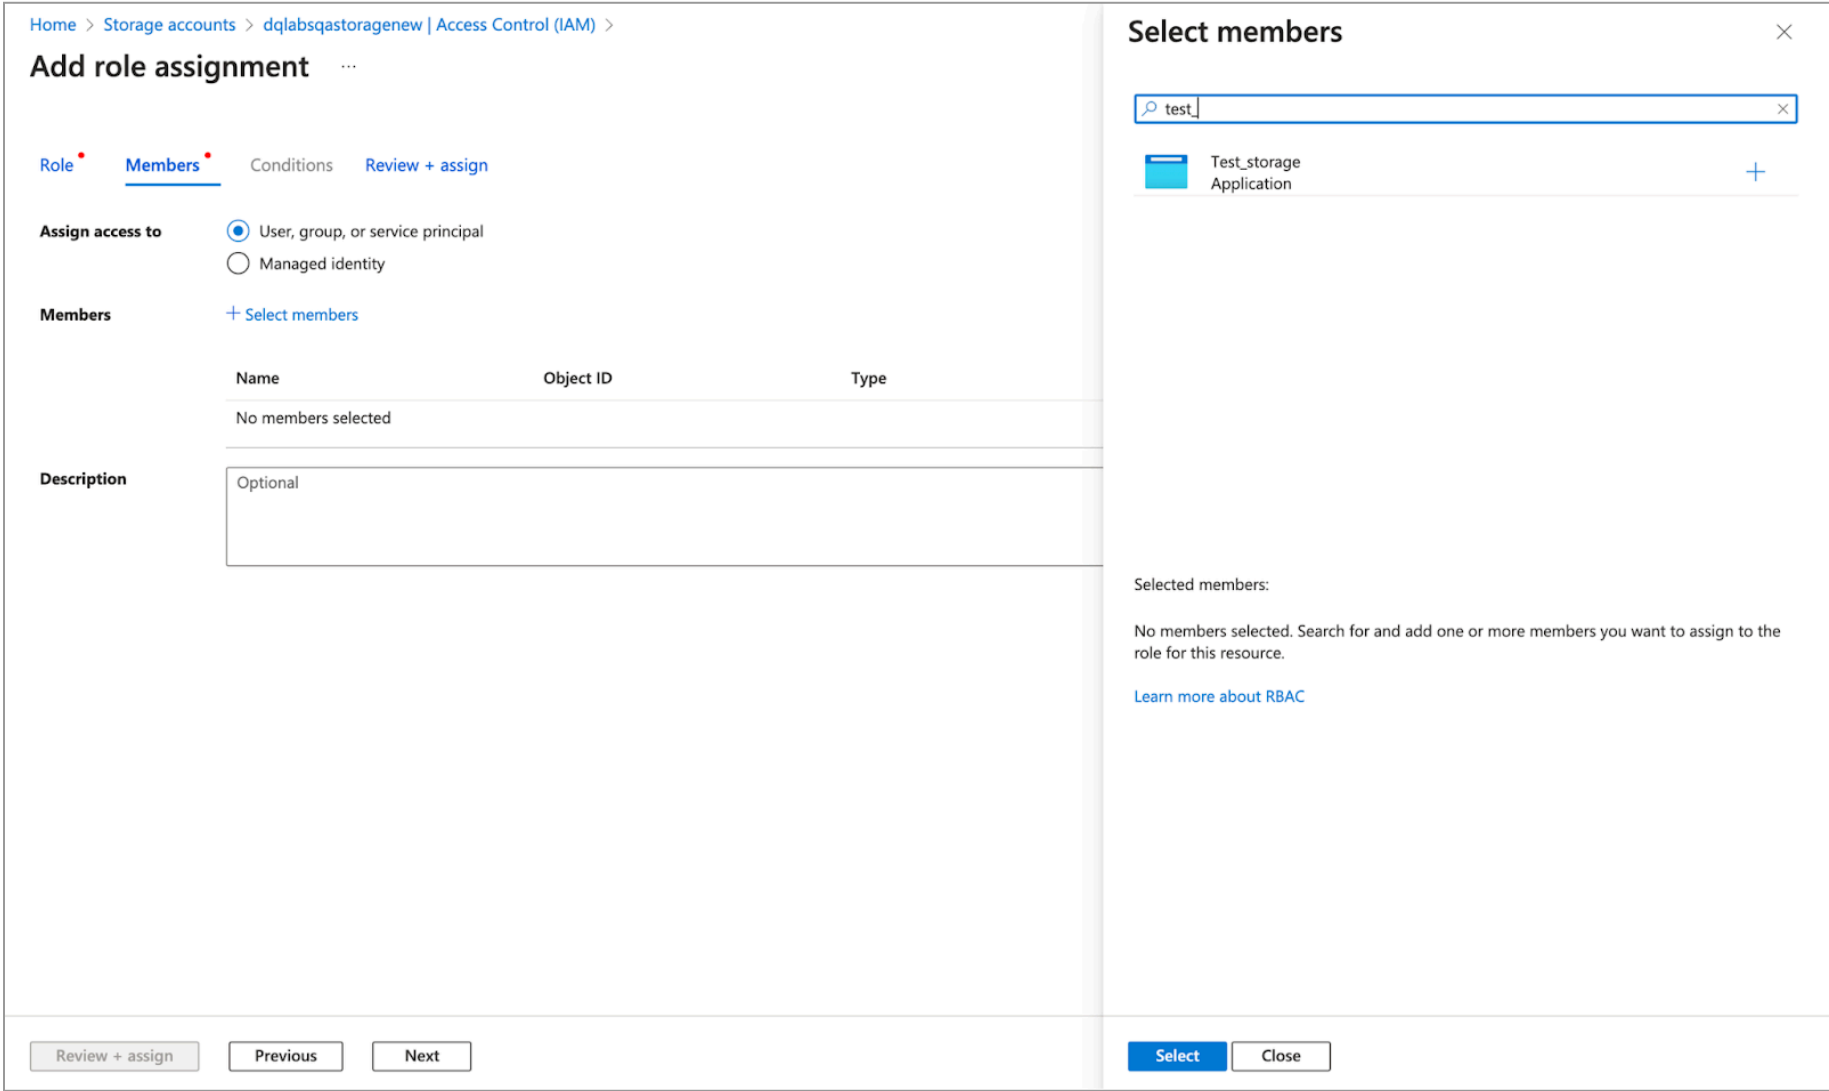 Home > Storage accounts > dqlabsqastoragenew | Access Control (IAM) >
Add role assignment ...
Role Members Conditions Review + assign
Assign access to
User, group, or service principal
Managed identity
Members
+ Select members
Name Object ID Type
No members selected
Description
Optional
Review + assign Previous Next
Select members
test_
Test_storage
Application
Selected members:
No members selected. Search for and add one or more members you want to assign to the
role for this resource.
Learn more about RBAC
Select Close